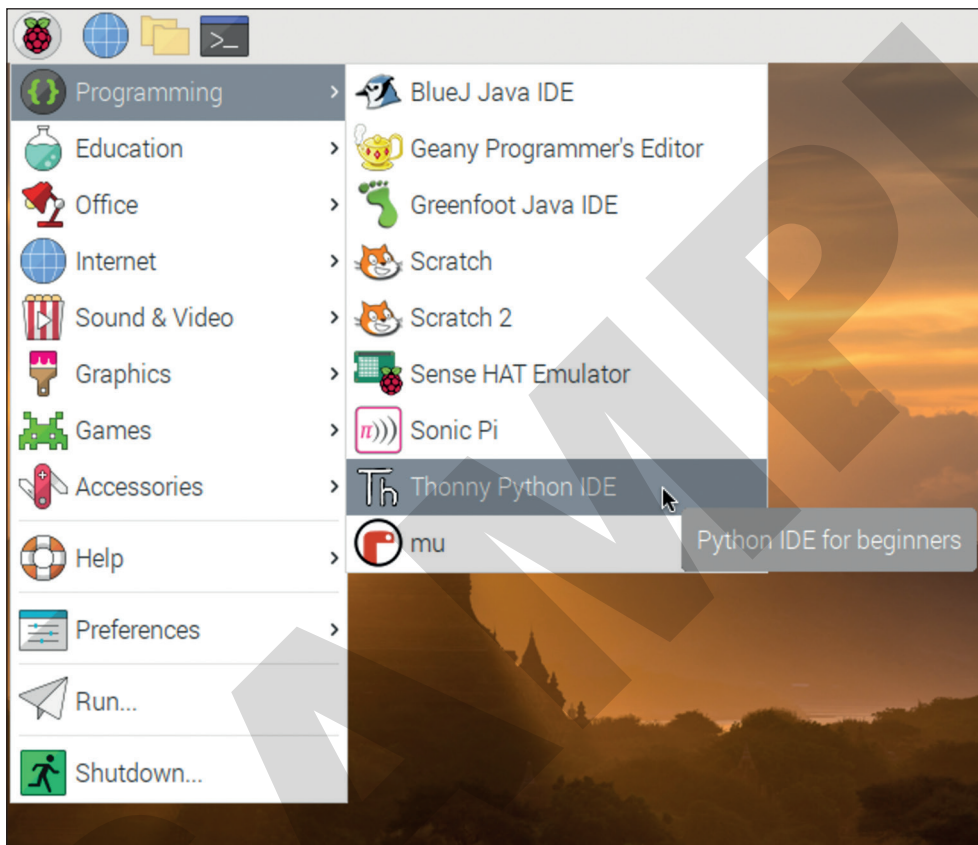 Programming
Education
Office
Internet
Sound & Video
Graphics
Games
Accessories
Help
Preferences
Run...
Shutdown...
BlueJ Java IDE
Geany Programmer's Editor
Greenfoot Java IDE
Scratch
Scratch 2
Sense HAT Emulator
π))) Sonic Pi
Th Thonny Python IDE
mu
Python IDE for beginners